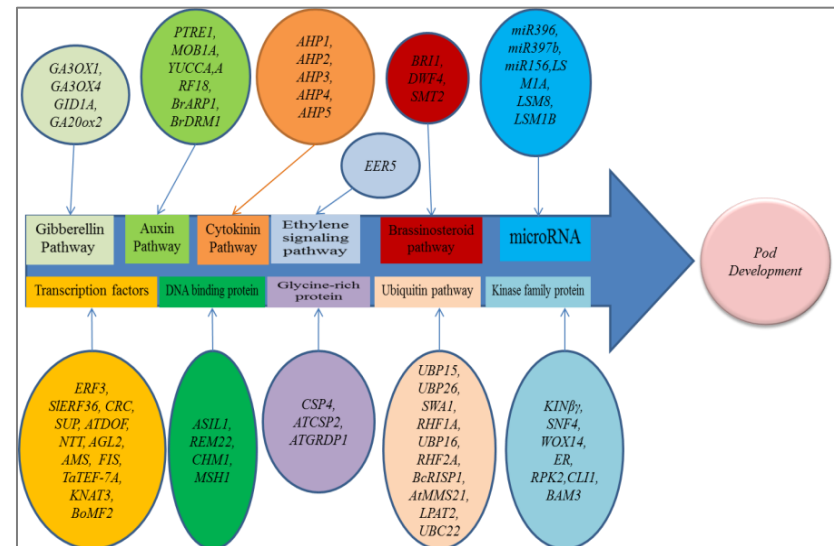 GA3OX1,
GA3OX4
GID1A,
GA20ox2
PTRE1,
MOB1A,
YUCCA,A
RF18,
BrARP1,
BrDRM1
AHP1,
AHP2,
AHP3,
AHP4,
AHP5
EER5
BRI1,
DWF4,
SMT2
miR396,
miR397b,
miR156,LS
M1A,
LSM8,
LSM1B
Gibberellin
Pathway
Auxin
Pathway
Cytokinin
Pathway
Ethylene
signaling
pathway
Brassinosteroid
pathway
microRNA
Transcription factors
DNA binding protein
Glycine-rich
protein
Ubiquitin pathway
Kinase family protein
Pod
Development
ERF3,
SlERF36, CRC,
SUP, ATDOF,
NTT, AGL2,
AMS, FIS,
TaTEF-7A,
KNAT3,
BoMF2
ASIL1,
REM22,
CHM1,
MSH1
CSP4,
ATCSP2,
ATGRDP1
UBP15,
UBP26,
SWA1,
RHF1A,
UBP16,
RHF2A,
BcRISP1,
AtMMS21,
LPAT2,
UBC22
KINβγ,
SNF4,
WOX14,
ER,
RPK2,CLI1,
BAM3